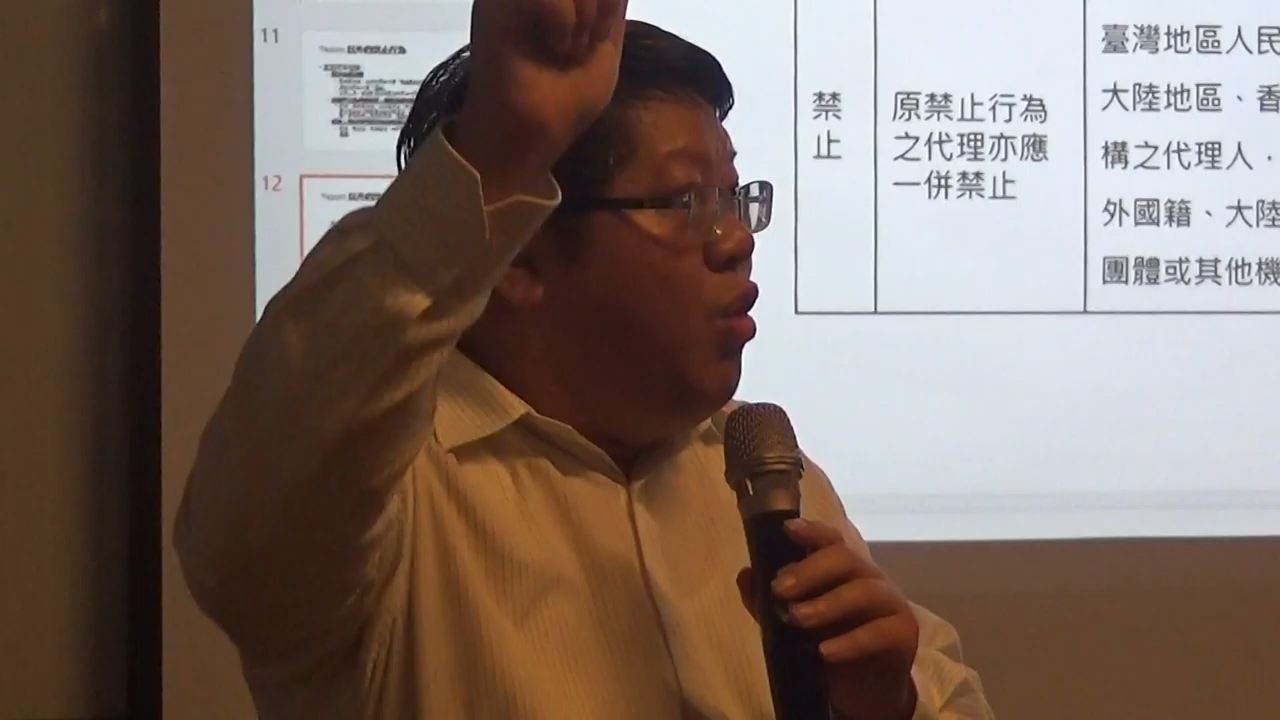 11
12
禁
止
原禁止行為
之代理亦應
一併禁止
臺灣地區人民
大陸地區、香
構之代理人,
外國籍、大陸
團體或其他機